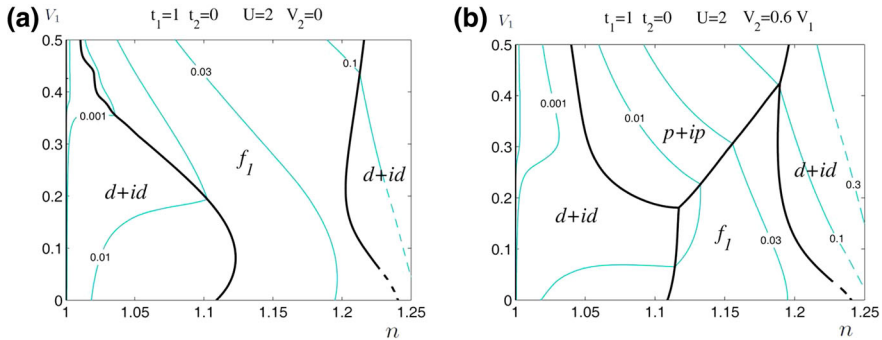 (a) V₁ t₁=1 t₂=0 U=2 V₂=0
0.5
0.4
0.3
0.2
0.1
0
0.001
0.03
0.1
f₁
d+id
d+id
0.01
1 1.05 1.1 1.15 1.2 1.25
n
(b) V₁ t₁=1 t₂=0 U=2 V₂=0.6 V₁
0.5
0.4
0.3
0.2
0.1
0
0.001
0.01
p+ip
d+id
d+id
0.3
f₁
0.03
0.1
1 1.05 1.1 1.15 1.2 1.25
n